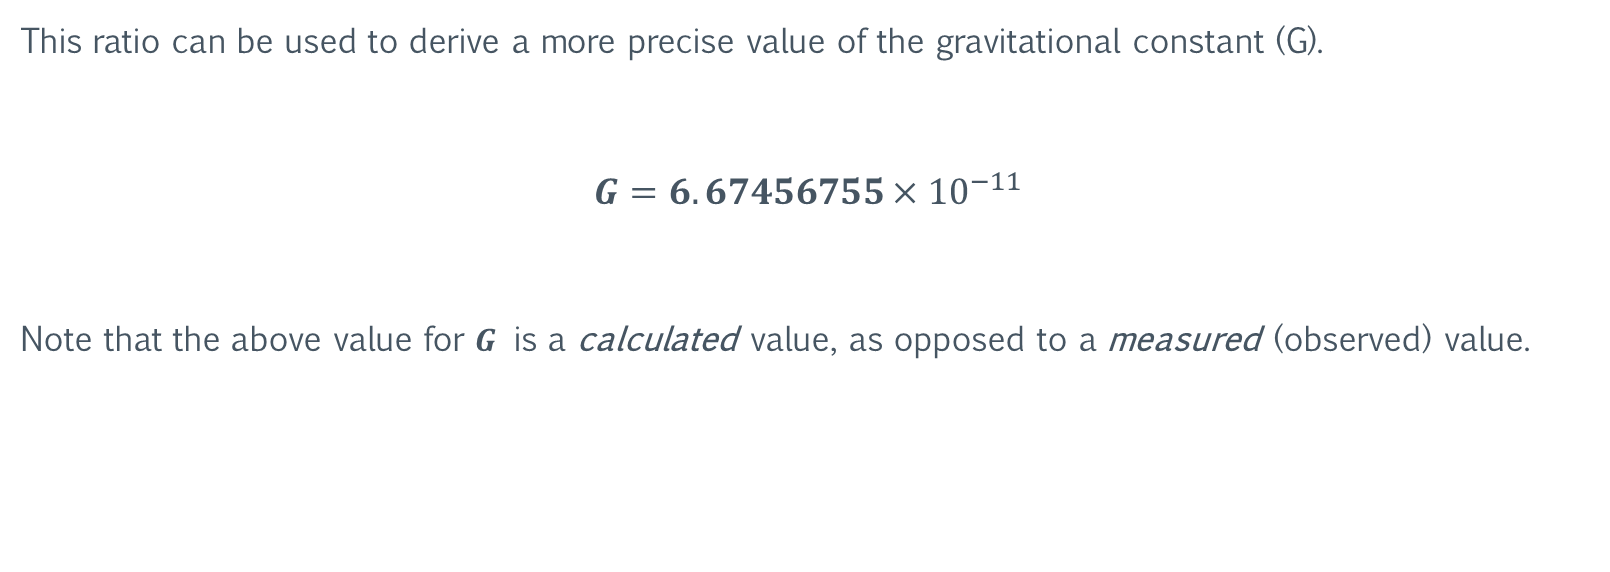 This ratio can be used to derive a more precise value of the gravitational constant (G).
G = 6.67456755 × 10⁻¹¹
Note that the above value for G is a calculated value, as opposed to a measured (observed) value.